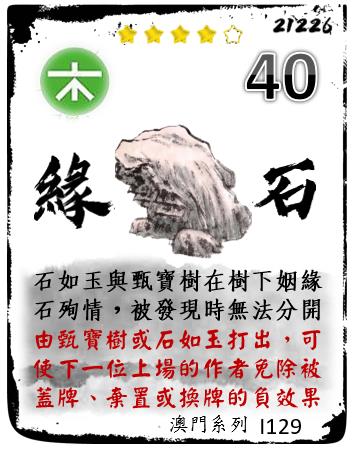 21226
木
40
緣 石
石如玉與甄寶樹在樹下姻緣
石殉情，被發現時無法分開
由甄寶樹或石如玉打出，可
使下一位上場的作者免除被
蓋牌、棄置或換牌的負效果
澳門系列 I129